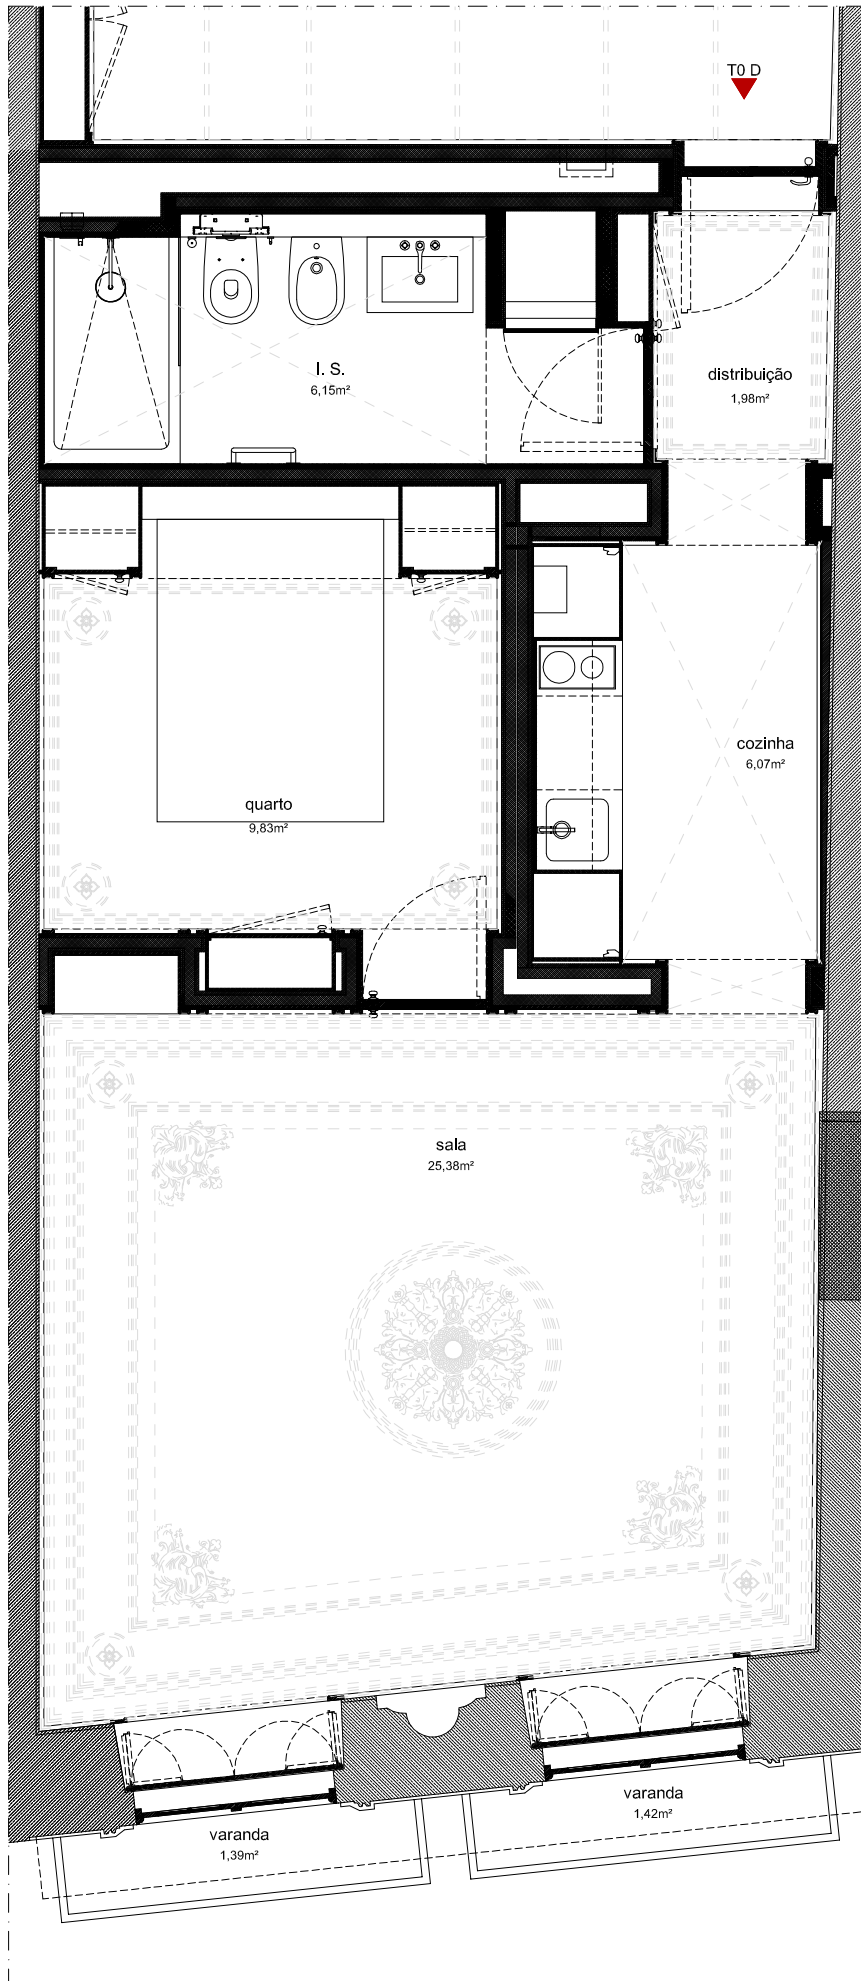 T0 D
I. S.
6,15m²
distribuição
1,98m²
cozinha
6,07m²
quarto
9,83m²
sala
25,38m²
varanda
1,42m²
varanda
1,39m²